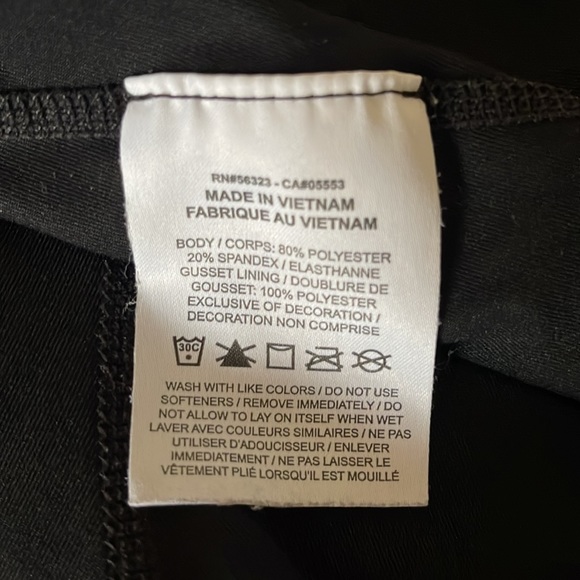 RN#56323 - CA#05553
MADE IN VIETNAM
FABRIQUE AU VIETNAM
BODY / CORPS: 80% POLYESTER
20% SPANDEX / ELASTHANNE
GUSSET LINING / DOUBLURE DE
GOUSSET: 100% POLYESTER
EXCLUSIVE OF DECORATION /
DECORATION NON COMPRISE
30C
WASH WITH LIKE COLORS / DO NOT USE
SOFTENERS / REMOVE IMMEDIATELY / DO
NOT ALLOW TO LAY ON ITSELF WHEN WET
LAVER AVEC COULEURS SIMILAIRES / NE PAS
UTILISER D'ADOUCISSEUR / ENLEVER
IMMEDIATEMENT / NE PAS LAISSER LE
VÊTEMENT PLIÉ LORSQU'IL EST MOUILLÉ